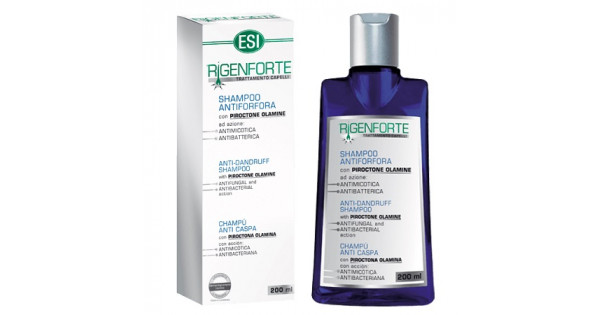 ESI
RIGENFORTE
TRATTAMENTO CAPELLI
SHAMPOO
ANTIFORFORA
con PIROCTONE OLAMINE
ad azione
ANTIMICOTICA
ANTIBATTERICA
ANTI-DANDRUFF
SHAMPOO
with PIROCTONE OLAMINE
ANTIFUNGAL and
ANTIBACTERIAL
action
CHAMPÚ
ANTI CASPA
con PIROCTONA OLAMINA
con acción
ANTIMICÓTICA
ANTIBACTERIANA
200 ml
RIGENFORTE
TRATTAMENTO CAPELLI
SHAMPOO
ANTIFORFORA
con PIROCTONE OLAMINE
ad azione
ANTIMICOTICA
ANTIBATTERICA
ANTI-DANDRUFF
SHAMPOO
with PIROCTONE OLAMINE
ANTIFUNGAL and
ANTIBACTERIAL
action
CHAMPÚ
ANTI CASPA
con PIROCTONA OLAMINA
con acción
ANTIMICÓTICA
ANTIBACTERIANA
200 ml